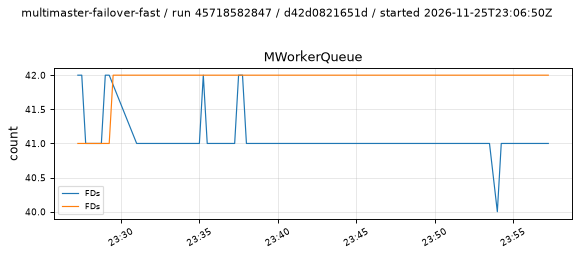 multimaster-failover-fast / run 45718582847 / d42d0821651d / started 2026-11-25T23:06:50Z
MWorkerQueue
42.0
41.5
41.0
40.5
40.0
count
FDs
FDs
23:30
23:35
23:40
23:45
23:50
23:55